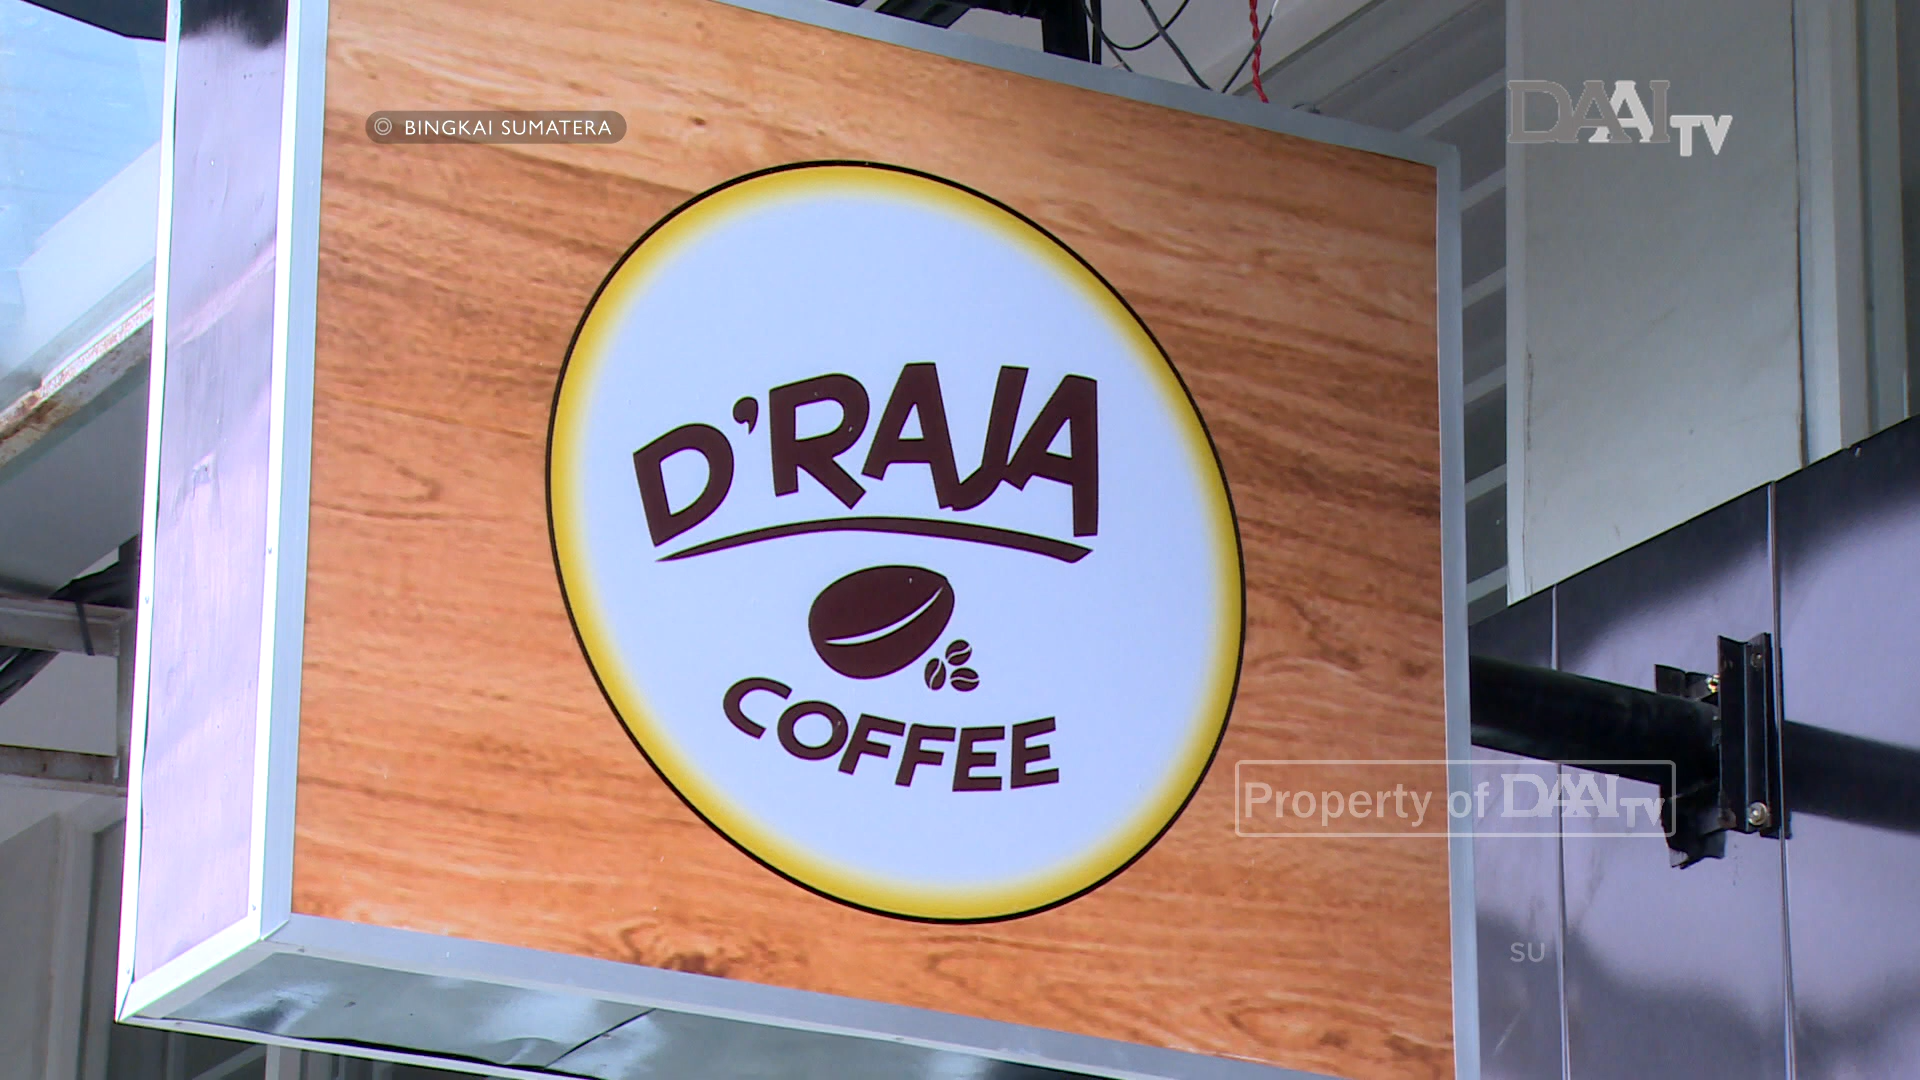 BINGKAI SUMATERA
DAAI TV
D'RAJA
COFFEE
Property of DAAI TV
SU